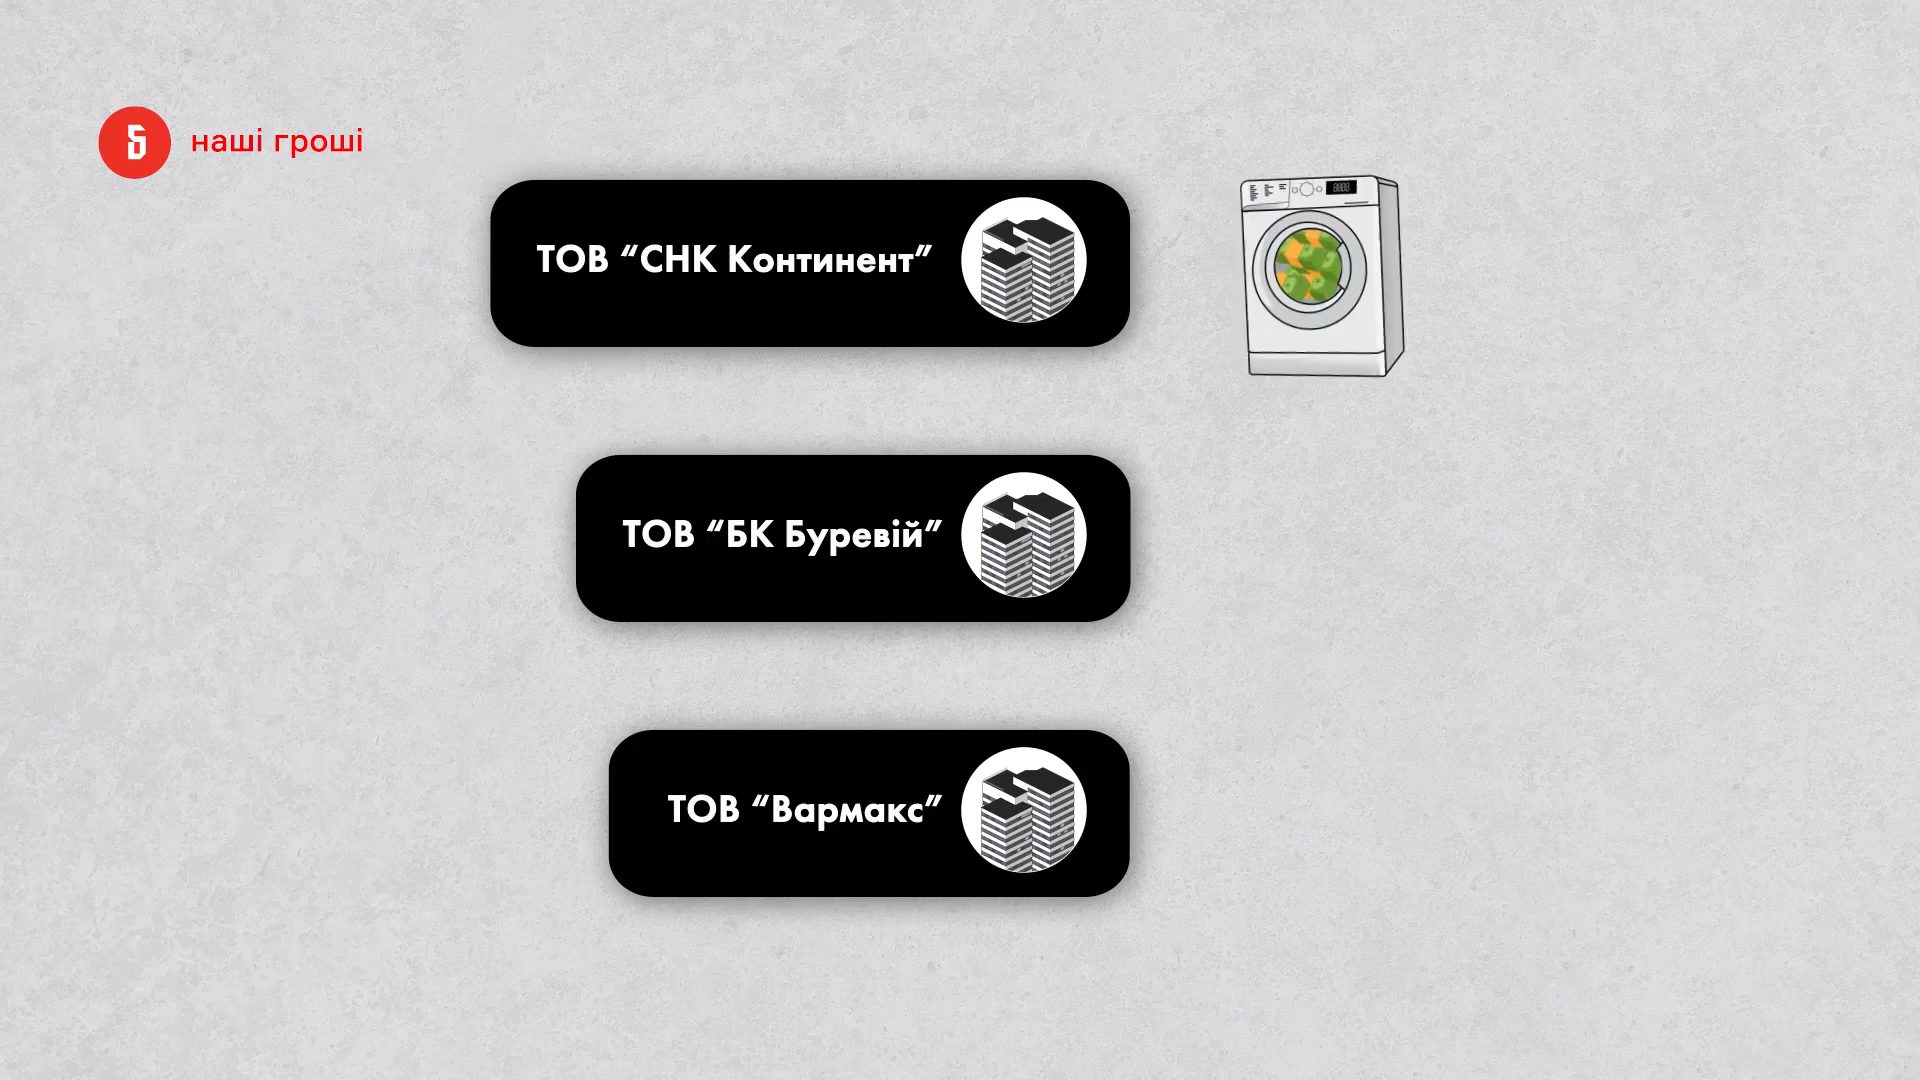 Б наші гроші
ТОВ “СНК Континент”
ТОВ “БК Буревій”
ТОВ “Вармакс”